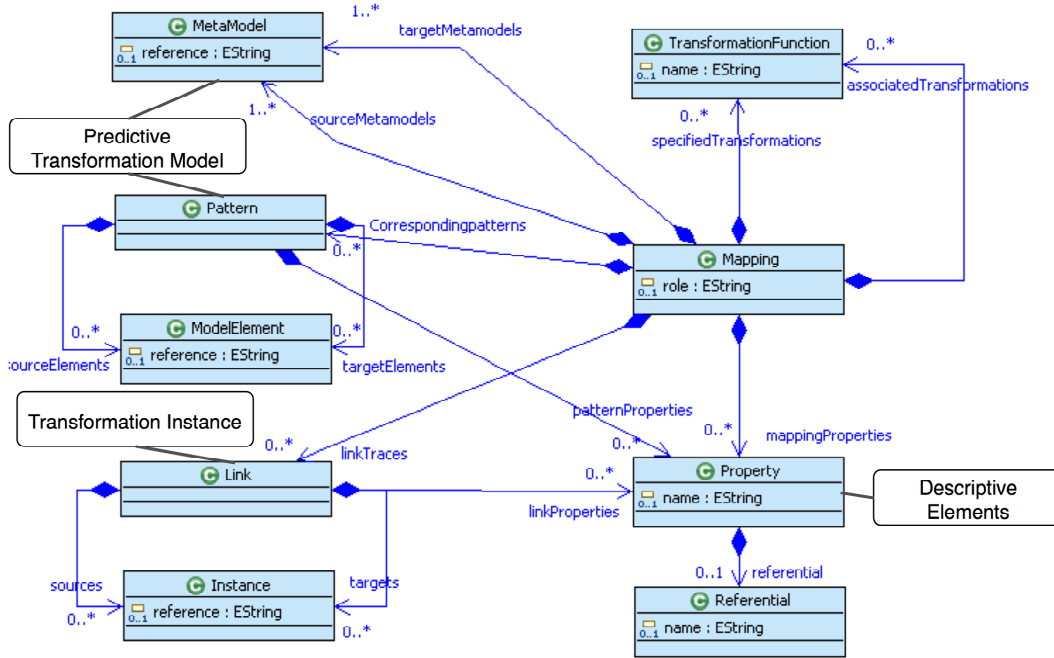 MetaModel
0..1 reference : EString
1..*
targetMetamodels
TransformationFunction
0..1 name : EString
0..*
associatedTransformations
1..*
sourceMetamodels
0..*
specifiedTransformations
Predictive
Transformation Model
C Pattern
Correspondingpatterns
0..*
C Mapping
0..1 role : EString
C ModelElement
0..1 reference : EString
0..*
ourceElements
0..*
targetElements
Transformation Instance
patternProperties
0..*
0..*
mappingProperties
0..*
linkTraces
C Link
0..*
linkProperties
C Property
0..1 name : EString
Descriptive
Elements
sources
0..*
C Instance
0..1 reference : EString
targets
0..*
0..1
referential
C Referential
0..1 name : EString